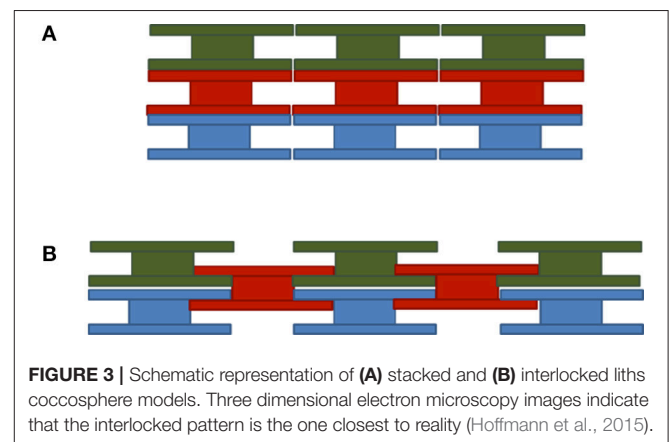 A
B
FIGURE 3 | Schematic representation of (A) stacked and (B) interlocked liths
coccosphere models. Three dimensional electron microscopy images indicate
that the interlocked pattern is the one closest to reality (Hoffmann et al., 2015).